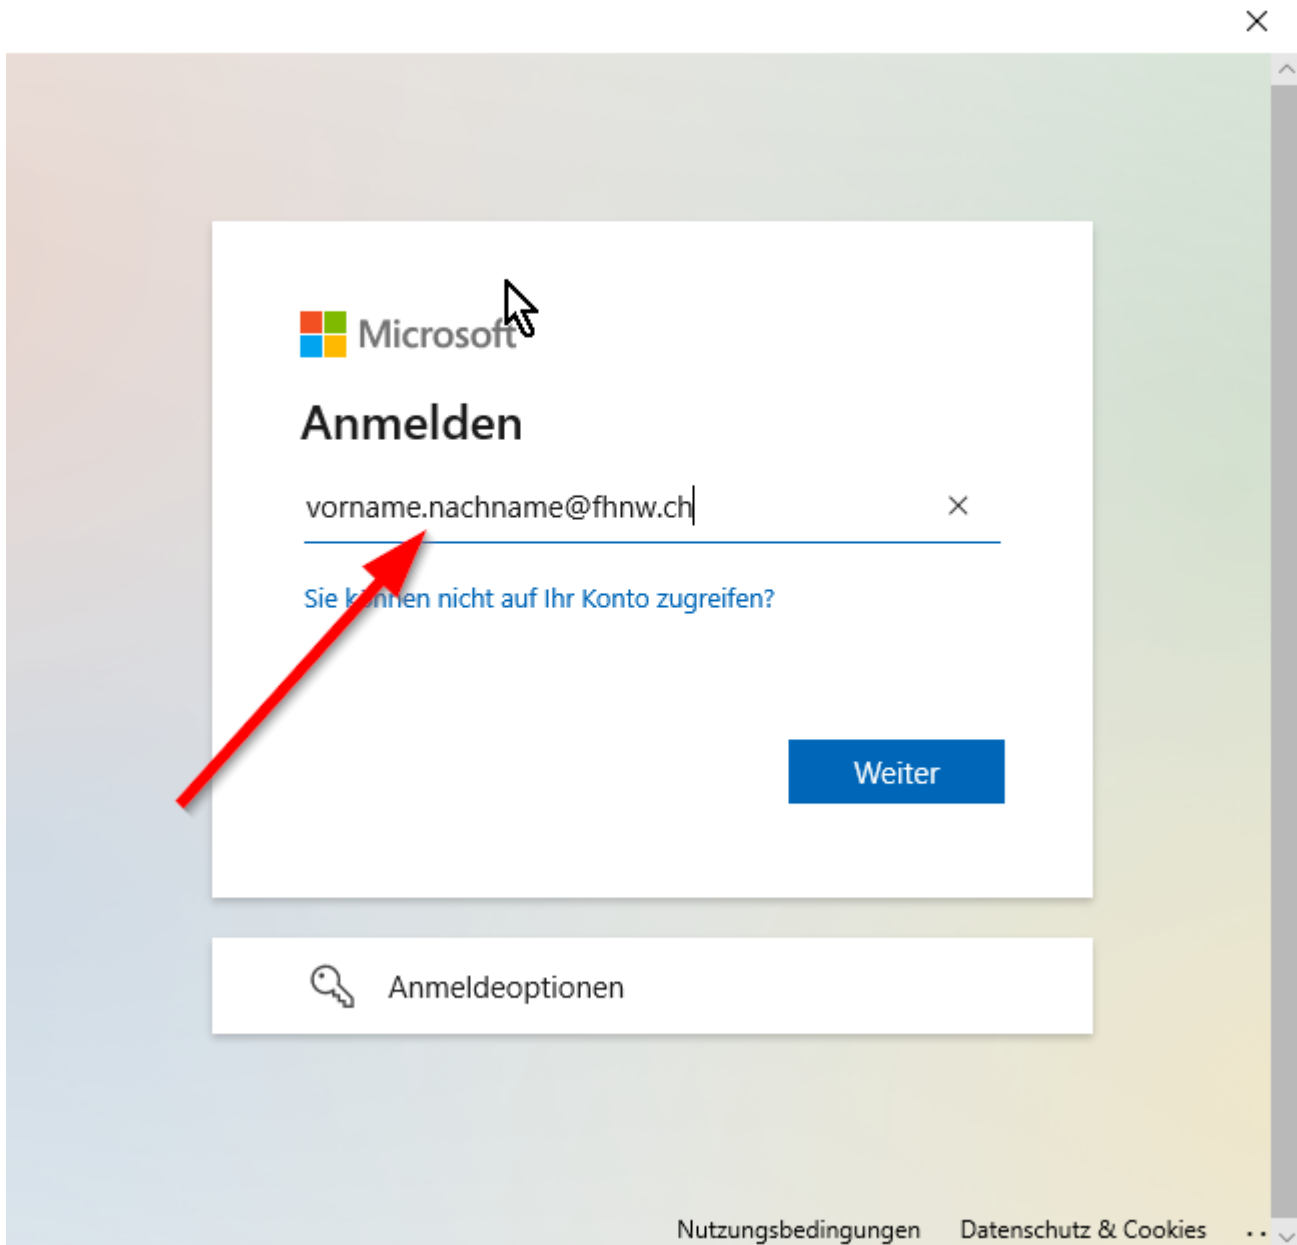 Microsoft
Anmelden
vorname.nachname@fhnw.ch
Sie können nicht auf Ihr Konto zugreifen?
Weiter
Anmeldeoptionen
Nutzungsbedingungen Datenschutz & Cookies